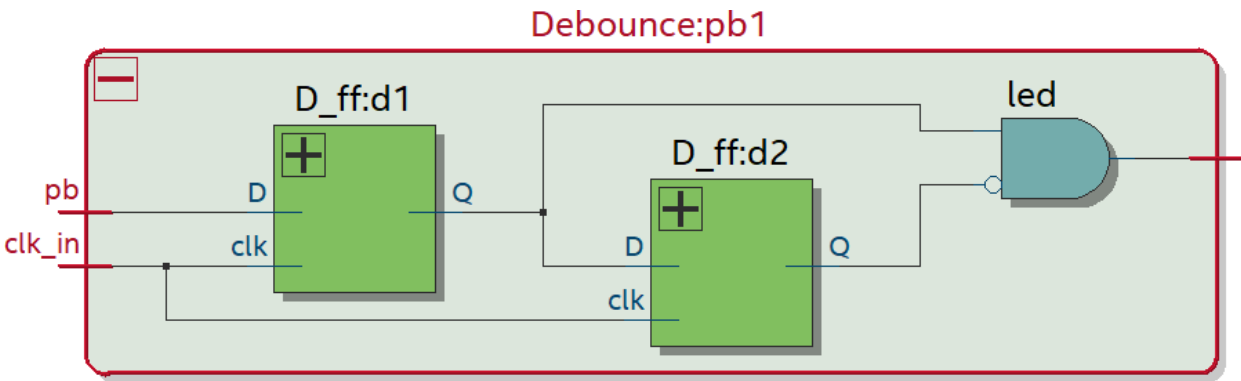 Debounce:pb1
led
D_ff:d1
D_ff:d2
pb
D
Q
clk_in
clk
D
Q
clk